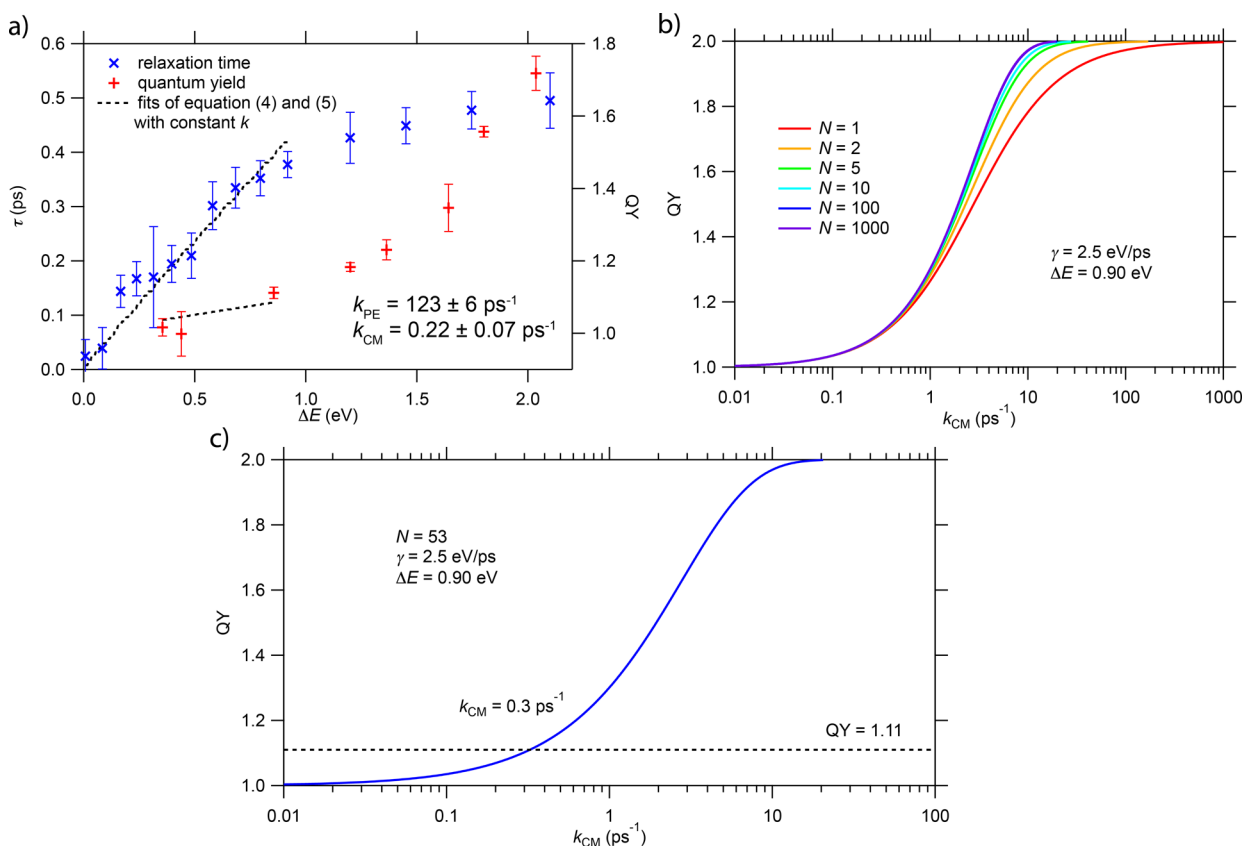 a)
0.6
0.5
0.4
0.3
0.2
0.1
0.0
τ (ps)
relaxation time
quantum yield
fits of equation (4) and (5)
with constant k
kPE = 123 ± 6 ps-1
kCM = 0.22 ± 0.07 ps-1
1.8
1.6
1.4
1.2
1.0
QY
0.0 0.5 1.0 1.5 2.0
ΔE (eV)
b)
2.0
1.8
1.6
1.4
1.2
1.0
QY
N = 1
N = 2
N = 5
N = 10
N = 100
N = 1000
γ = 2.5 eV/ps
ΔE = 0.90 eV
0.01 0.1 1 10 100 1000
kCM (ps-1)
c)
2.0
1.8
1.6
1.4
1.2
1.0
QY
N = 53
γ = 2.5 eV/ps
ΔE = 0.90 eV
kCM = 0.3 ps-1
QY = 1.11
0.01 0.1 1 10 100
kCM (ps-1)